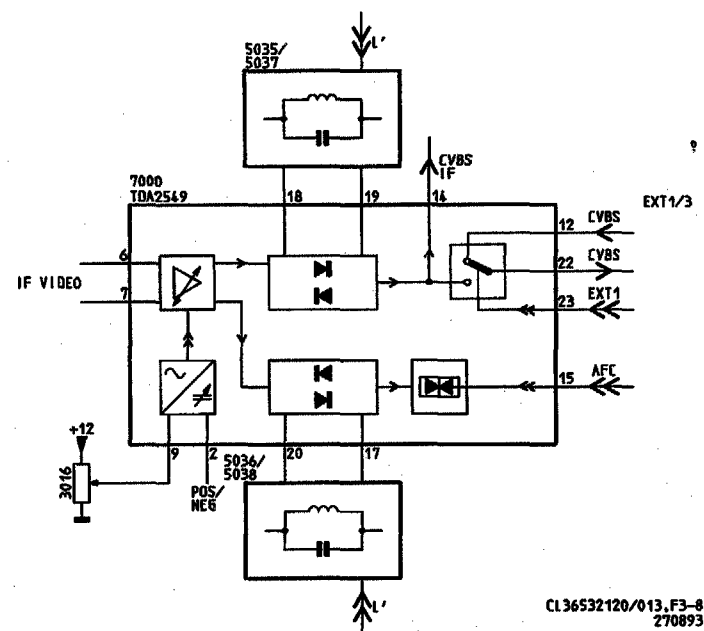 L'
5035/
5037
CVBS
IF
7000
TDA2549
18
19
14
EXT1/3
12
CVBS
6
22
CVBS
IF VIDEO
7
23
EXT1
15
AFC
+12
9
2
5036/
5038
20
17
3016
POS/
NEG
L'
CL36532120/013.F3-8
270893